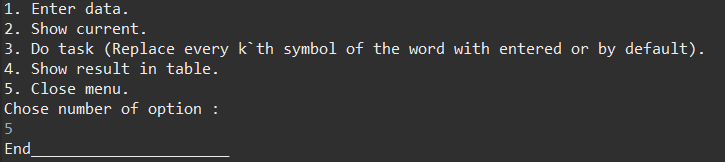 1. Enter data.
2. Show current.
3. Do task (Replace every k`th symbol of the word with entered or by default).
4. Show result in table.
5. Close menu.
Chose number of option :
5
End______________________